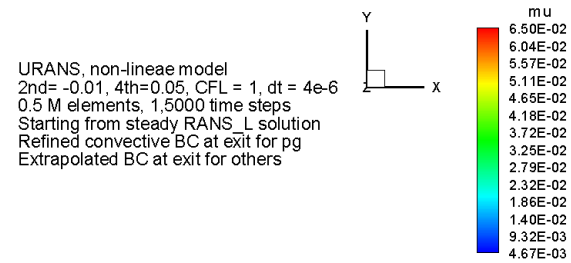 mu
Y
6.50E-02
6.04E-02
5.57E-02
URANS, non-lineae model
5.11E-02
2nd= -0.01, 4th=0.05, CFL = 1, dt = 4e-6
Z X
4.65E-02
0.5 M elements, 1,5000 time steps
4.18E-02
Starting from steady RANS_L solution
3.72E-02
Refined convective BC at exit for pg
3.25E-02
Extrapolated BC at exit for others
2.79E-02
2.32E-02
1.86E-02
1.40E-02
9.32E-03
4.67E-03